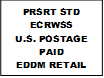 PRSRT STD
ECRWSS
U.S. POSTAGE
PAID
EDDM RETAIL